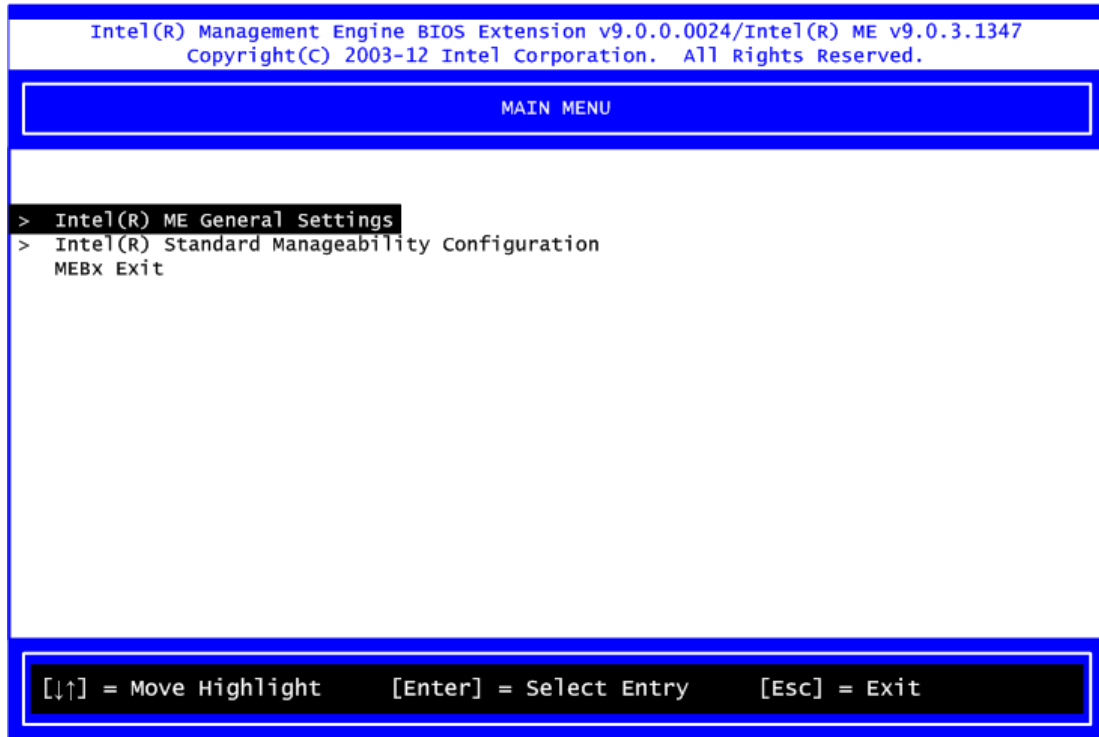 Intel(R) Management Engine BIOS Extension v9.0.0.0024/Intel(R) ME v9.0.3.1347
Copyright(C) 2003-12 Intel Corporation.  All Rights Reserved.
MAIN MENU
> Intel(R) ME General Settings
> Intel(R) Standard Manageability Configuration
MEBx Exit
[↓↑] = Move Highlight [Enter] = Select Entry [Esc] = Exit